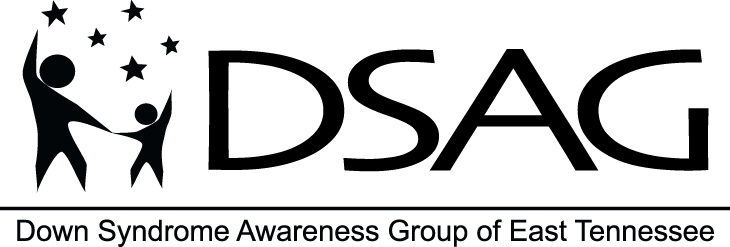 DSAG
Down Syndrome Awareness Group of East Tennessee